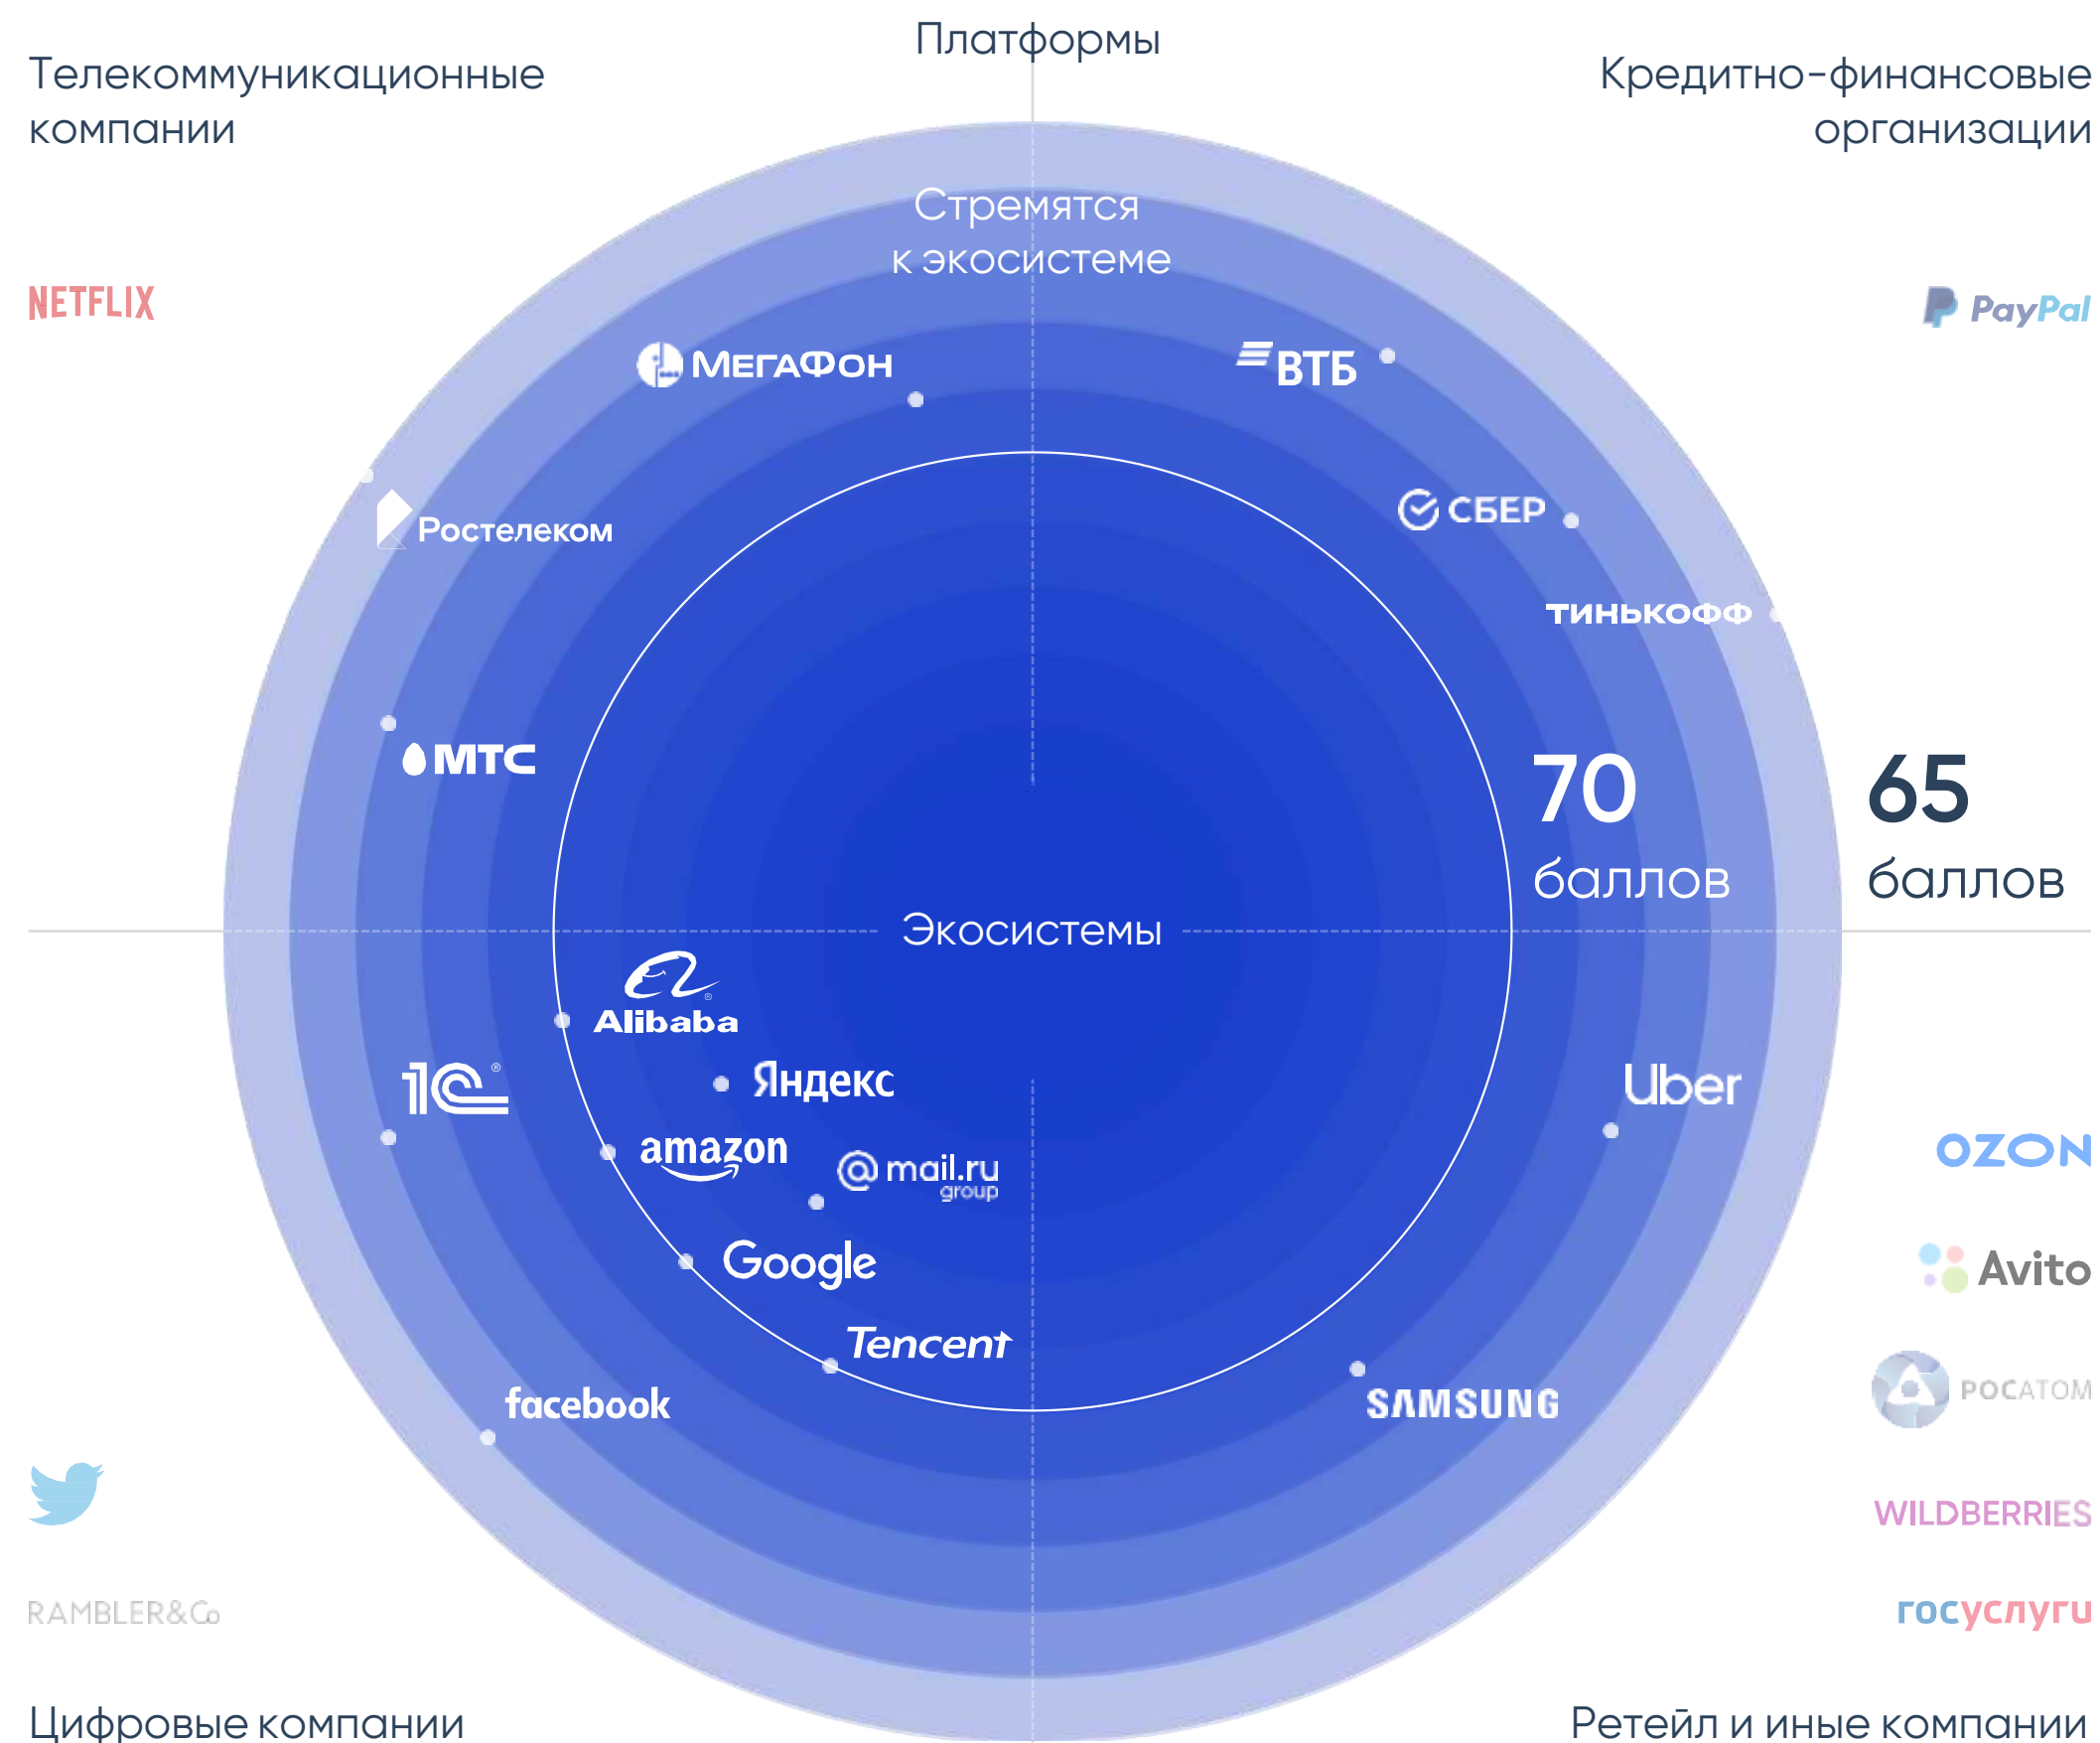 Платформы
Телекоммуникационные
компании
Кредитно-финансовые
организации
Стремятся
к экосистеме
NETFLIX
PayPal
МЕГАФОН
ВТБ
СБЕР
Ростелеком
ТИНЬКОФФ
МТС
70
баллов
65
баллов
Экосистемы
Alibaba
1С
Яндекс
Uber
amazon
@mail.ru
group
OZON
Google
Avito
Tencent
facebook
SAMSUNG
РОСАТОМ
WILDBERRIES
RAMBLER&Co
госуслуги
Цифровые компании
Ретейл и иные компании